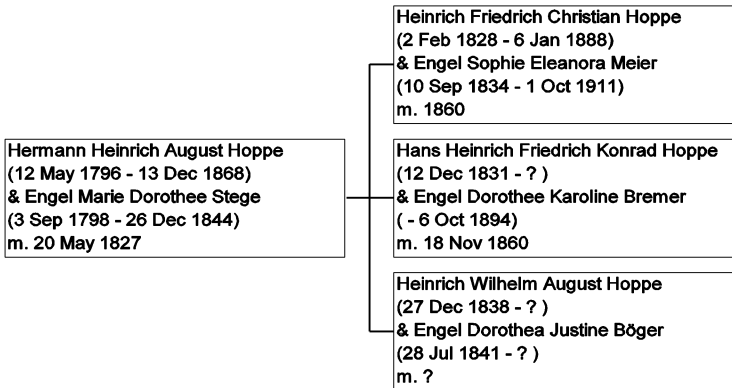 Heinrich Friedrich Christian Hoppe
(2 Feb 1828 - 6 Jan 1888)
& Engel Sophie Eleanora Meier
(10 Sep 1834 - 1 Oct 1911)
m. 1860
Hermann Heinrich August Hoppe
(12 May 1796 - 13 Dec 1868)
& Engel Marie Dorothee Stege
(3 Sep 1798 - 26 Dec 1844)
m. 20 May 1827
Hans Heinrich Friedrich Konrad Hoppe
(12 Dec 1831 - ? )
& Engel Dorothee Karoline Bremer
( - 6 Oct 1894)
m. 18 Nov 1860
Heinrich Wilhelm August Hoppe
(27 Dec 1838 - ? )
& Engel Dorothea Justine Böger
(28 Jul 1841 - ? )
m. ?